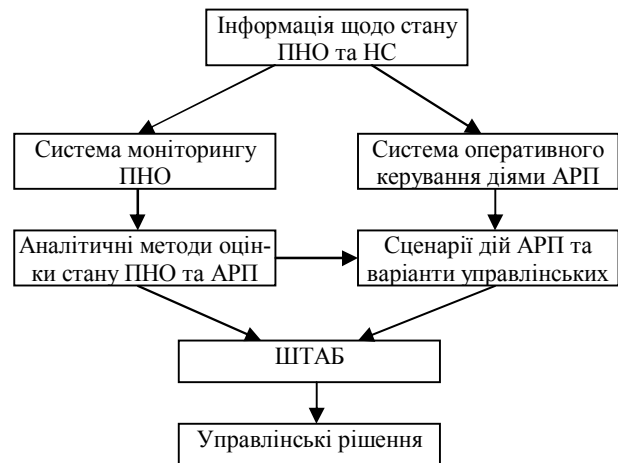 Інформація щодо стану
ПНО та НС
Система моніторингу
ПНО
Система оперативного
керування діями АРП
Аналітичні методи оцін-
ки стану ПНО та АРП
Сценарії дій АРП та
варіанти управлінських
ШТАБ
Управлінські рішення